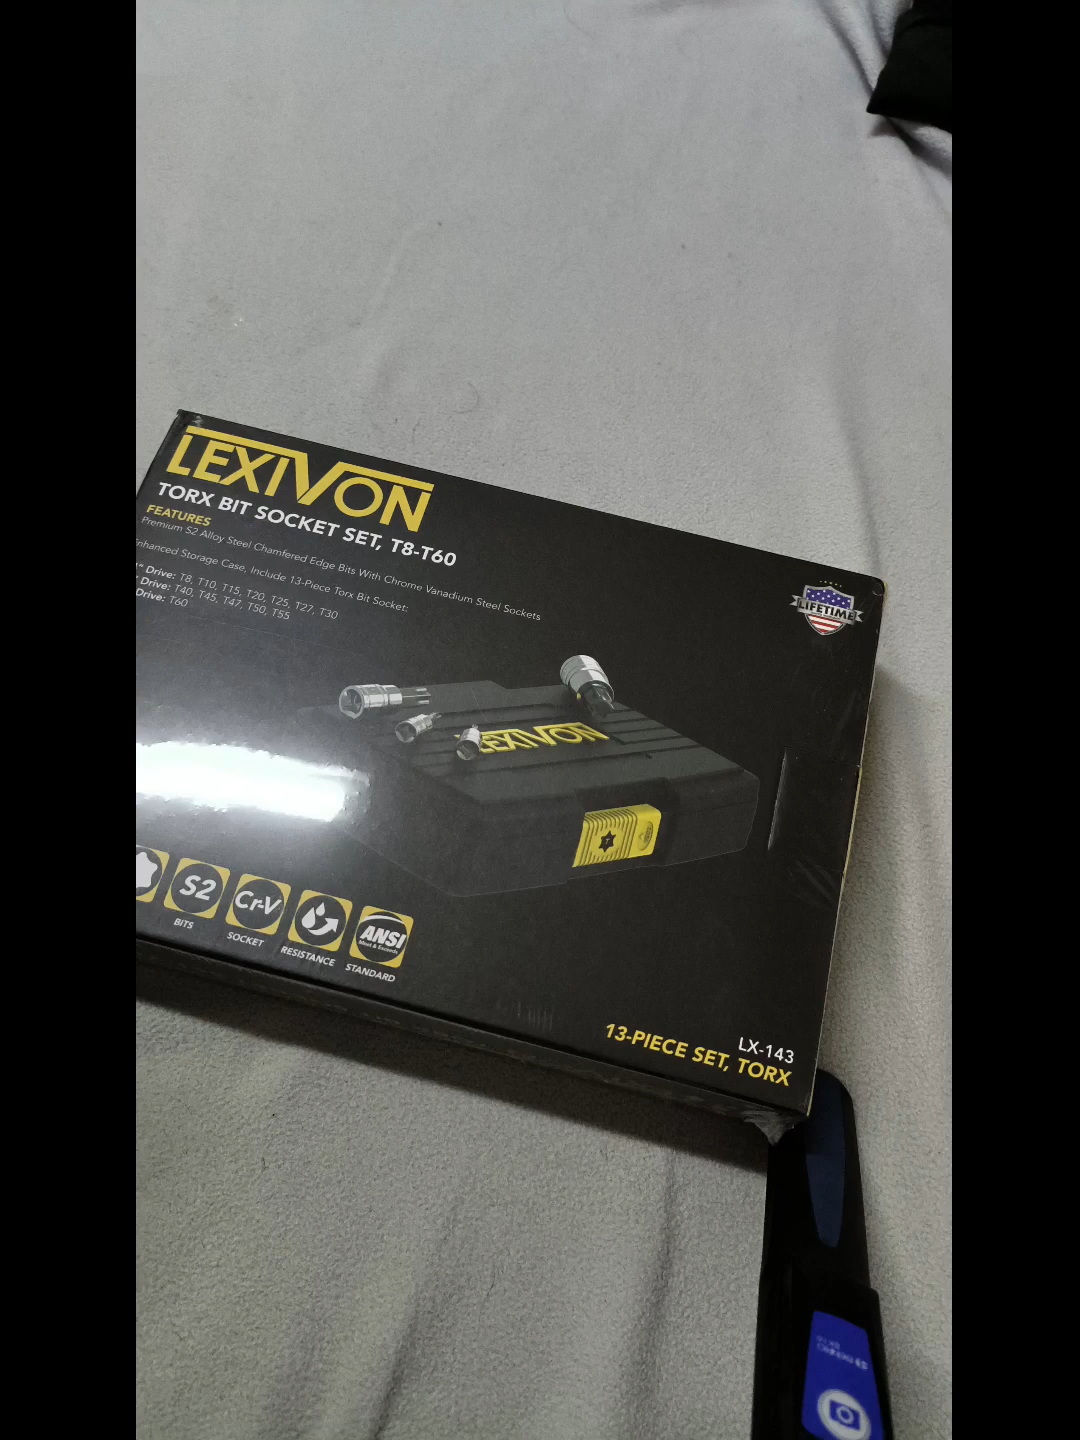 LEXIVON
TORX BIT SOCKET SET, T8-T60
FEATURES
Premium S2 Alloy Steel Chamfered Edge Bits With Chrome Vanadium Steel Sockets
Enhanced Storage Case, Include 13-Piece Torx Bit Socket:
" Drive: T8, T10, T15, T20, T25, T27, T30
" Drive: T40, T45, T47, T50, T55
Drive: T60
LIFETIME
LEXIVON
S2
BITS
Cr-V
SOCKET
RESISTANCE
ANSI
Meet & Exceeds
STANDARD
LX-143
13-PIECE SET, TORX